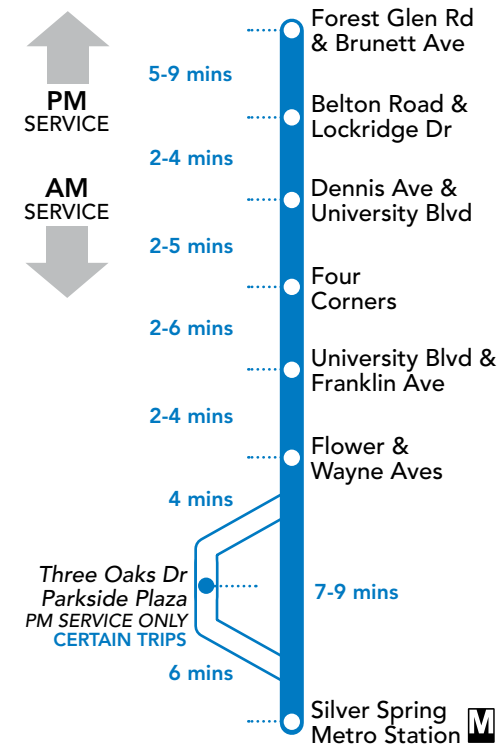 Forest Glen Rd
& Brunett Ave
5-9 mins
PM
SERVICE
Belton Road &
Lockridge Dr
2-4 mins
AM
SERVICE
Dennis Ave &
University Blvd
2-5 mins
Four
Corners
2-6 mins
University Blvd &
Franklin Ave
2-4 mins
Flower &
Wayne Aves
4 mins
Three Oaks Dr
Parkside Plaza
PM SERVICE ONLY
CERTAIN TRIPS
7-9 mins
6 mins
Silver Spring
Metro Station M